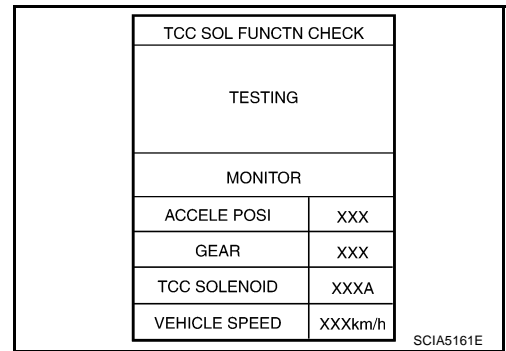 TCC SOL FUNCTN CHECK
TESTING
MONITOR
ACCELE POSI XXX
GEAR XXX
TCC SOLENOID XXXA
VEHICLE SPEED XXXkm/h
SCIA5161E